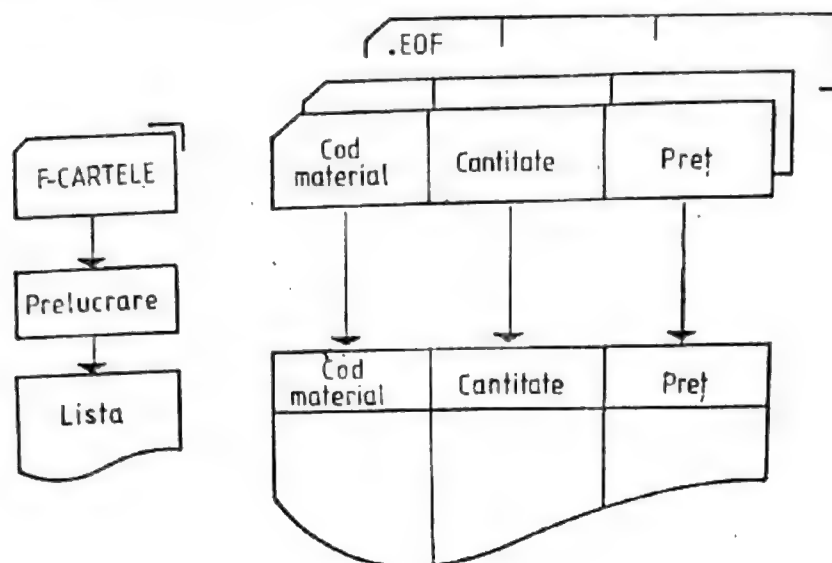 F-CARTELE
Prelucrare
Lista
.EOF
Cod
material
Cantitate
Preț
Cod
material
Cantitate
Preț